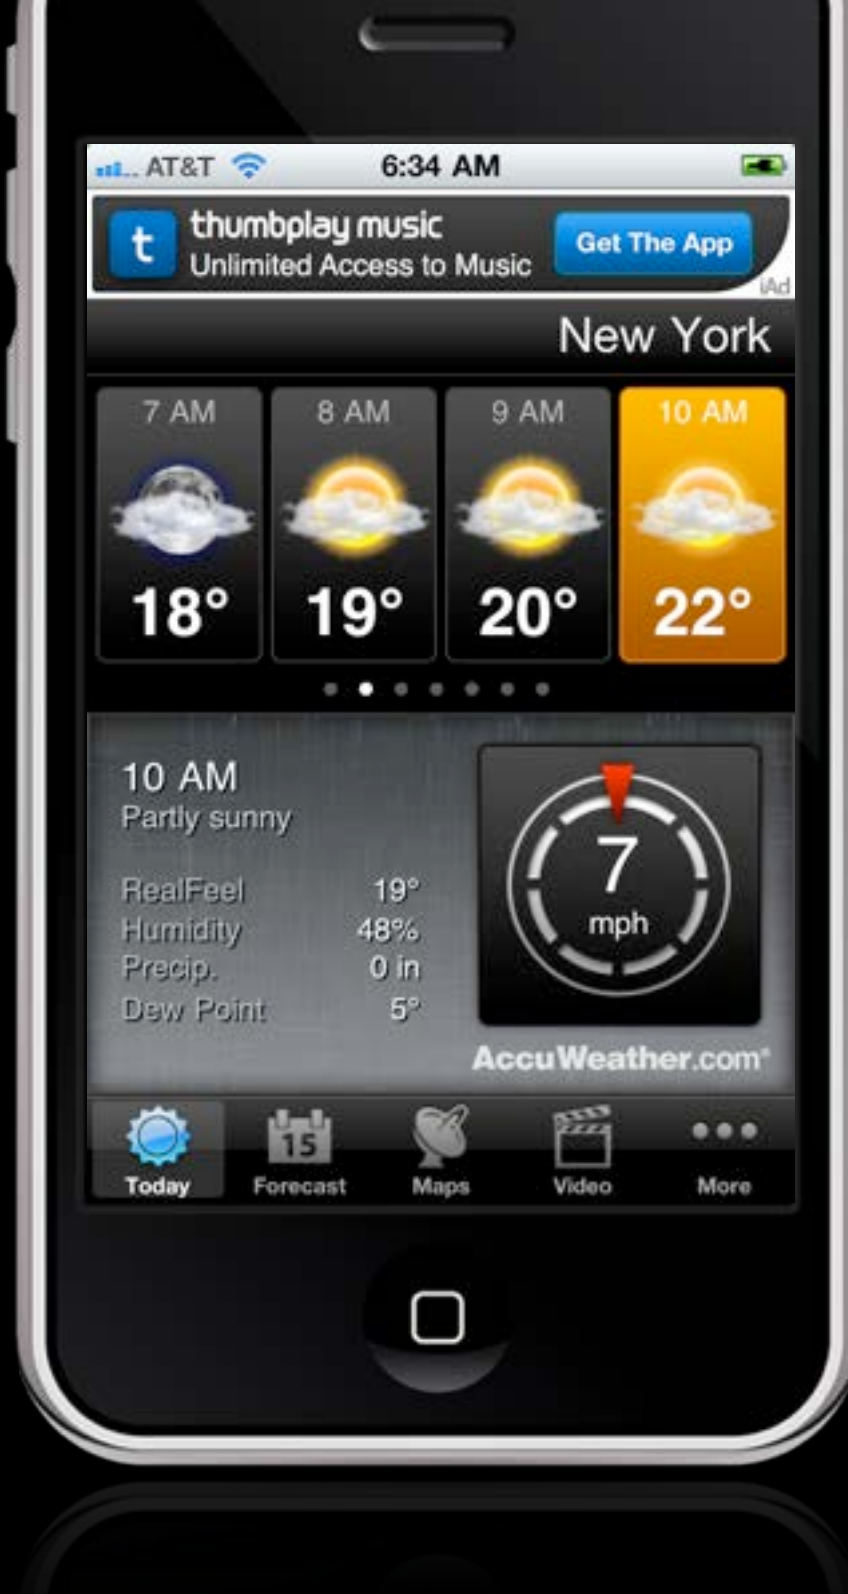 AT&T 6:34 AM
t thumbplay music
Unlimited Access to Music
Get The App
iAd
New York
7 AM 8 AM 9 AM 10 AM
18° 19° 20° 22°
10 AM
Partly sunny
RealFeel 19°
Humidity 48%
Precip. 0 in
Dew Point 5°
7
mph
AccuWeather.com®
15
Today Forecast Maps Video More